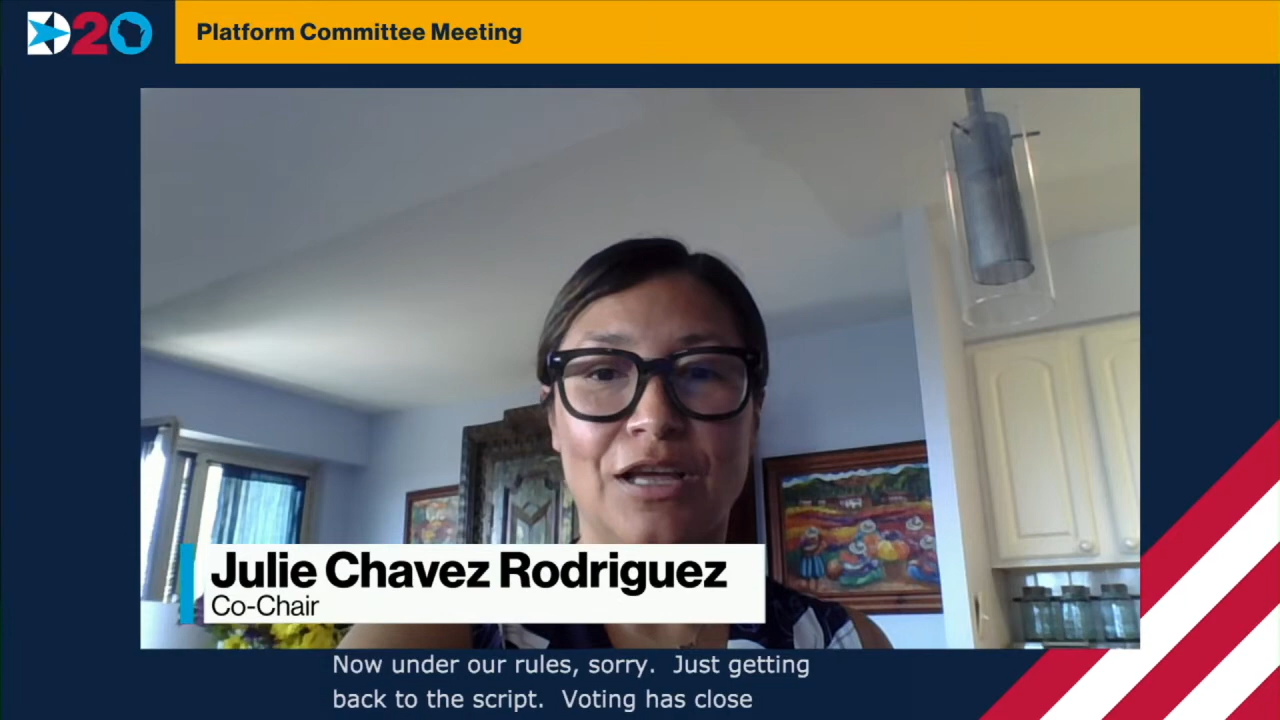 D20
Platform Committee Meeting
Julie Chavez Rodriguez
Co-Chair
Now under our rules, sorry.  Just getting
back to the script.  Voting has close